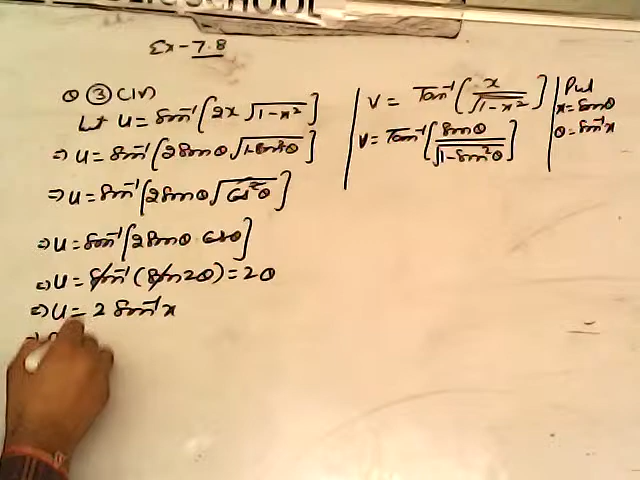 SCHOOL
Ex - 7.8
Q ③ (iv)
Let u = Sin⁻¹[2x √(1-x²)]
⇒ u = Sin⁻¹[2Sinθ √(1-Sin²θ)]
⇒ u = Sin⁻¹[2Sinθ √(Cos²θ)]
⇒ u = Sin⁻¹[2Sinθ · Cosθ]
⇒ u = Sin⁻¹(Sin2θ) = 2θ
⇒ u = 2 Sin⁻¹x
⇒
V = Tan⁻¹[x/√(1-x²)]
V = Tan⁻¹[Sinθ/√(1-Sin²θ)]
Put
x = Sinθ
θ = Sin⁻¹x